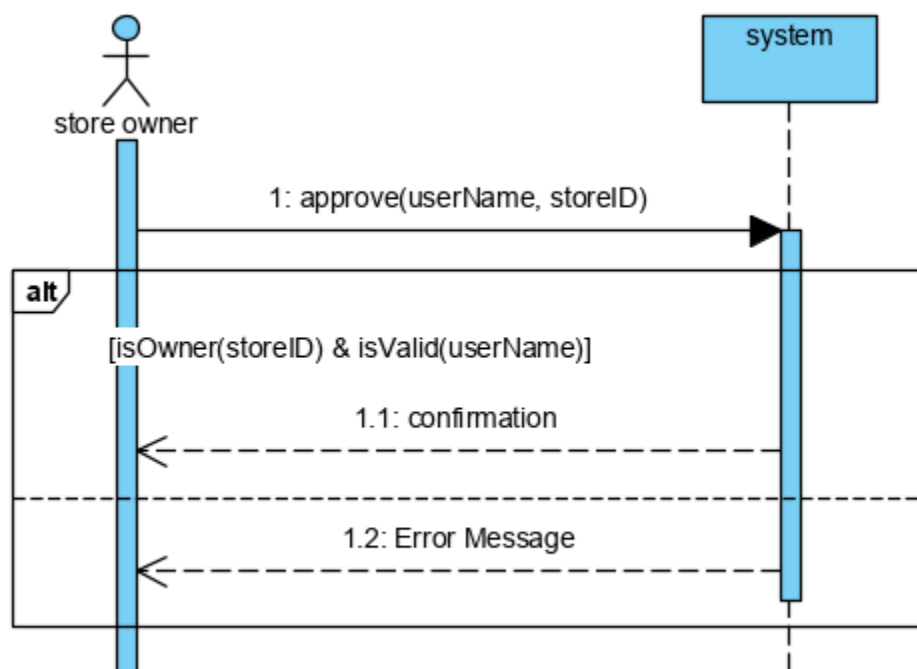 system
store owner
1: approve(userName, storeID)
alt
[isOwner(storeID) & isValid(userName)]
1.1: confirmation
1.2: Error Message